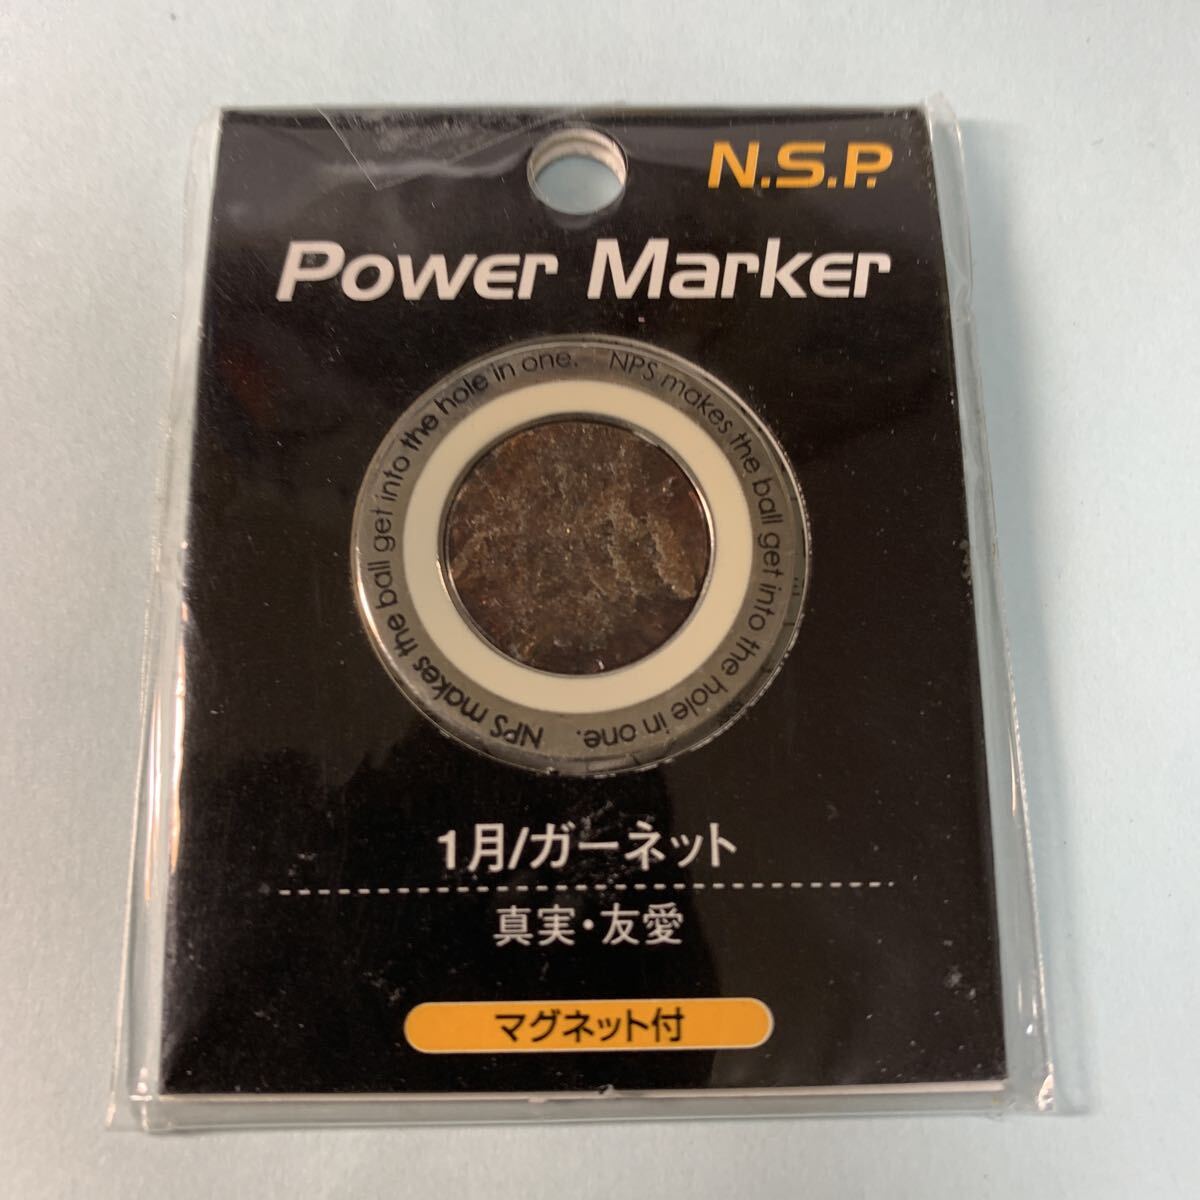 N.S.P.
Power Marker
NPS makes the ball get into the hole in one.
NPS makes the ball get into the hole in one.
1月/ガーネット
真実・友愛
マグネット付